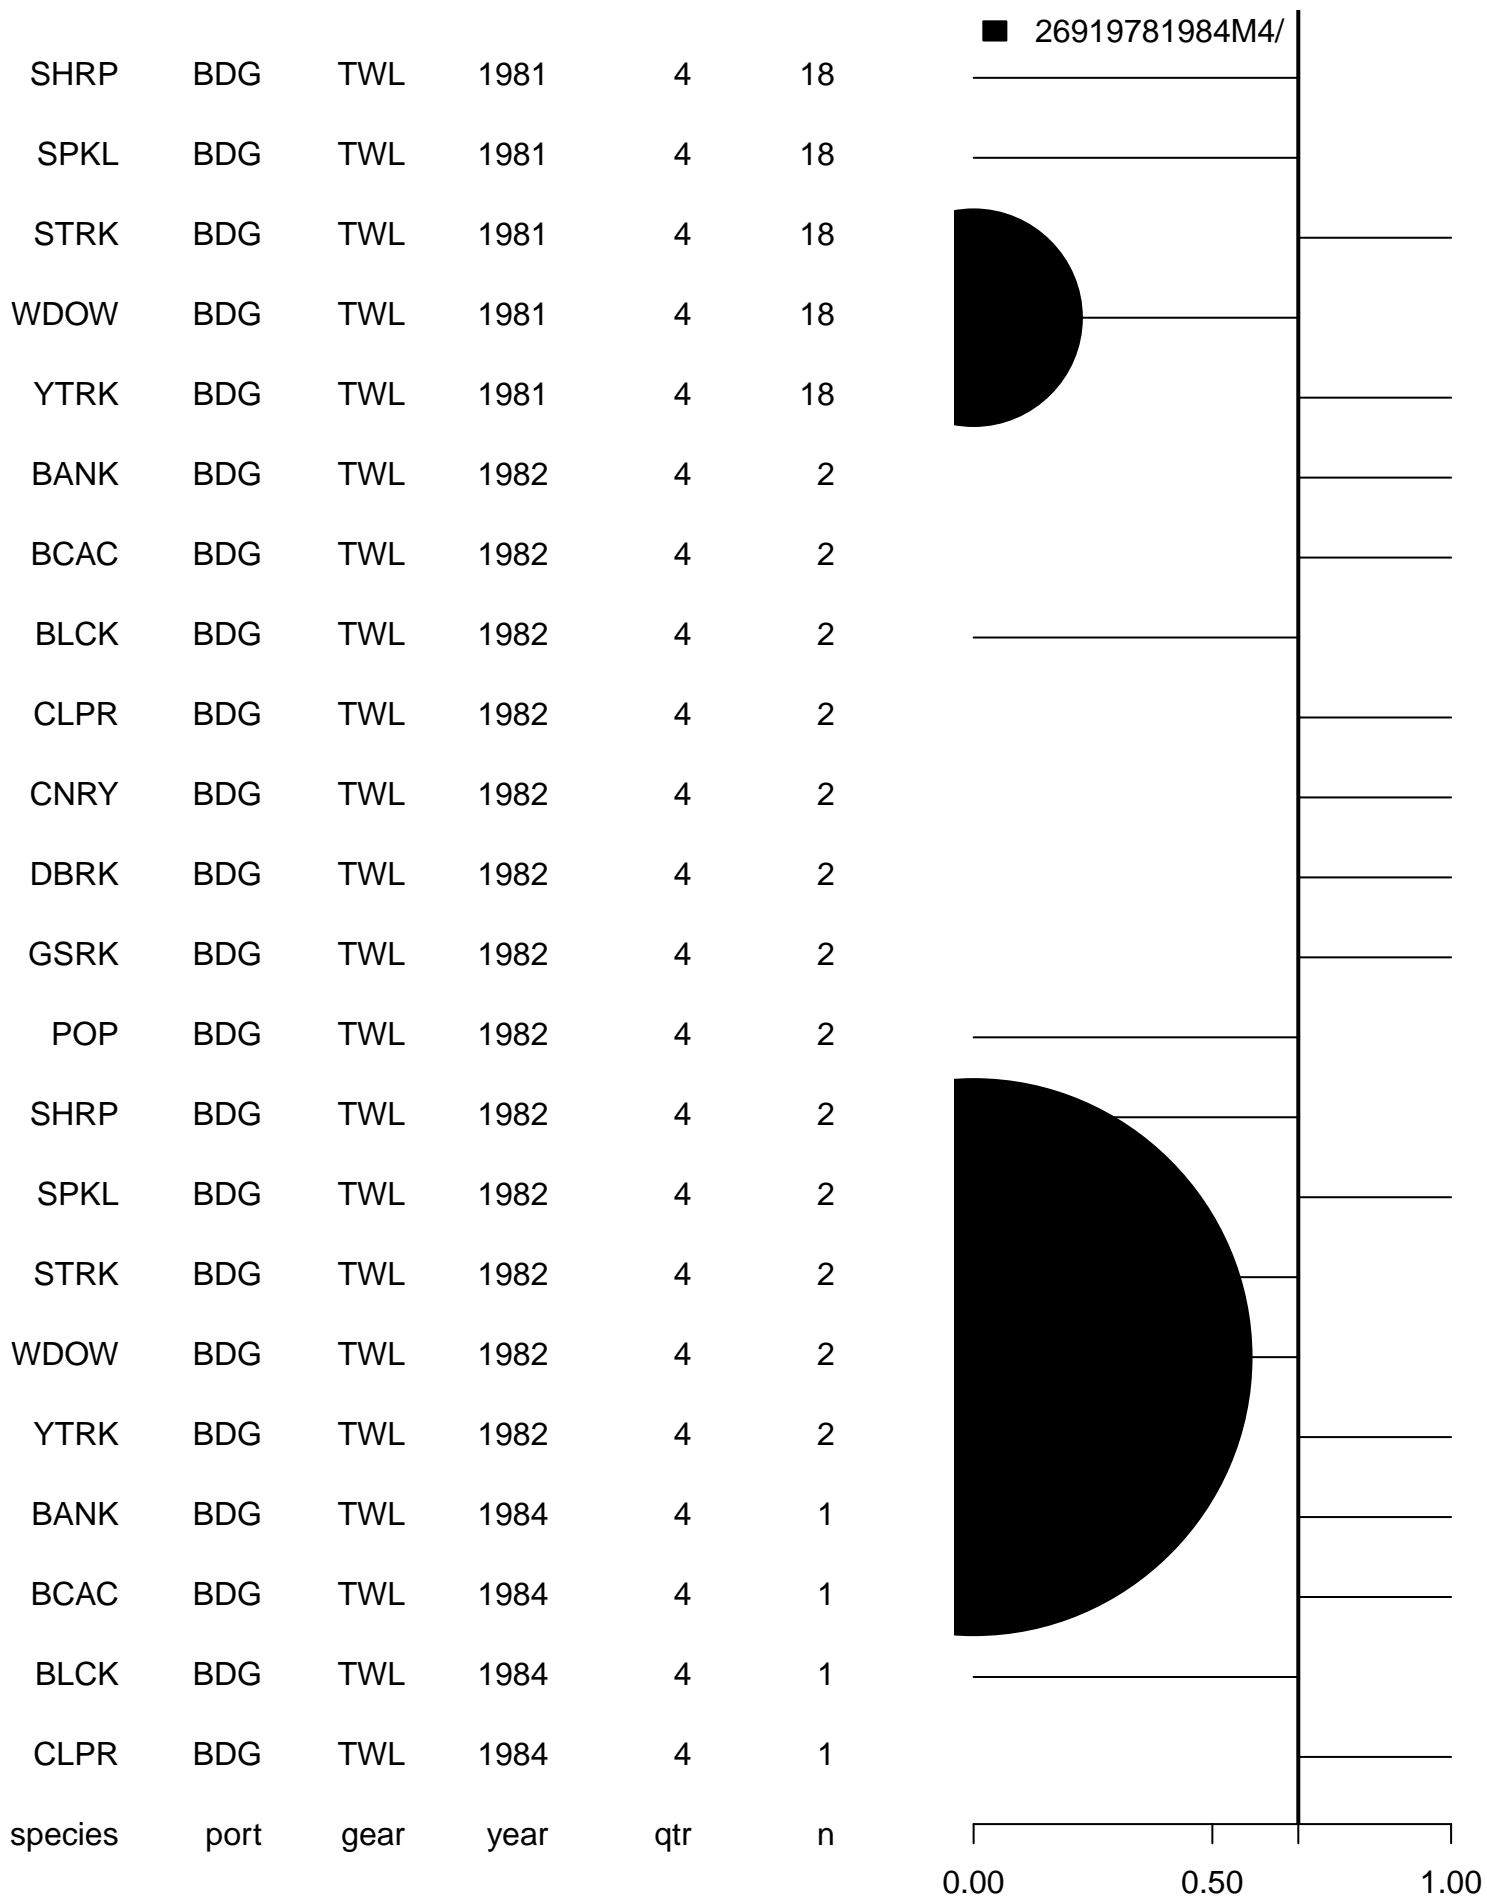 26919781984M4/
SHRP BDG TWL 1981 4 18
SPKL BDG TWL 1981 4 18
STRK BDG TWL 1981 4 18
WDOW BDG TWL 1981 4 18
YTRK BDG TWL 1981 4 18
BANK BDG TWL 1982 4 2
BCAC BDG TWL 1982 4 2
BLCK BDG TWL 1982 4 2
CLPR BDG TWL 1982 4 2
CNRY BDG TWL 1982 4 2
DBRK BDG TWL 1982 4 2
GSRK BDG TWL 1982 4 2
POP BDG TWL 1982 4 2
SHRP BDG TWL 1982 4 2
SPKL BDG TWL 1982 4 2
STRK BDG TWL 1982 4 2
WDOW BDG TWL 1982 4 2
YTRK BDG TWL 1982 4 2
BANK BDG TWL 1984 4 1
BCAC BDG TWL 1984 4 1
BLCK BDG TWL 1984 4 1
CLPR BDG TWL 1984 4 1
species port gear year qtr n
0.00 0.50 1.00